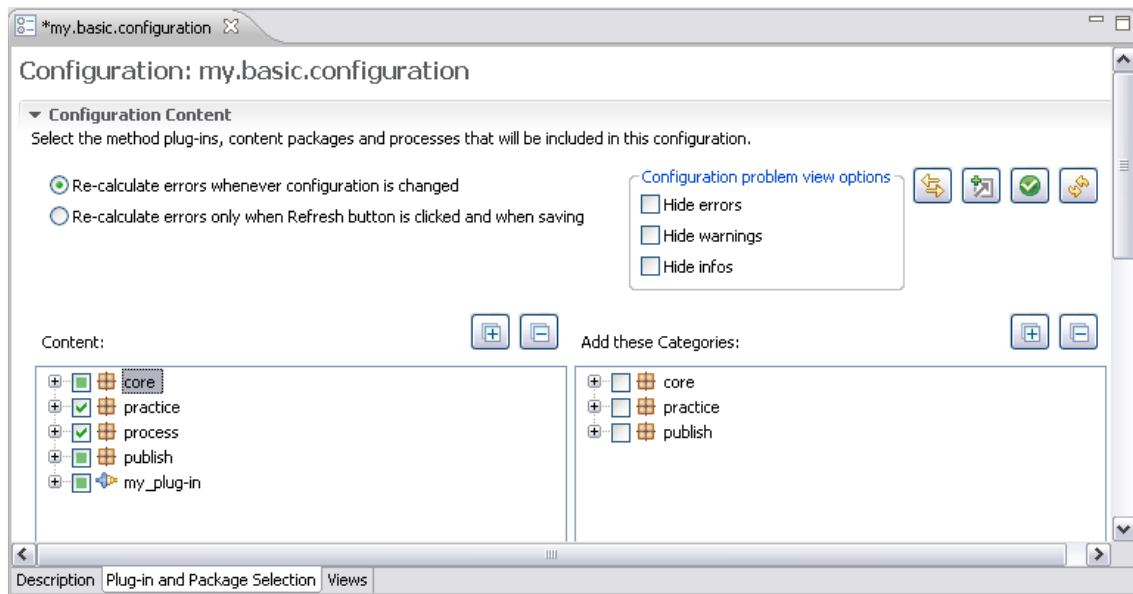 *my.basic.configuration
Configuration: my.basic.configuration
Configuration Content
Select the method plug-ins, content packages and processes that will be included in this configuration.
Re-calculate errors whenever configuration is changed
Re-calculate errors only when Refresh button is clicked and when saving
Configuration problem view options
Hide errors
Hide warnings
Hide infos
Content:
core
practice
process
publish
my_plug-in
Add these Categories:
core
practice
publish
Description Plug-in and Package Selection Views